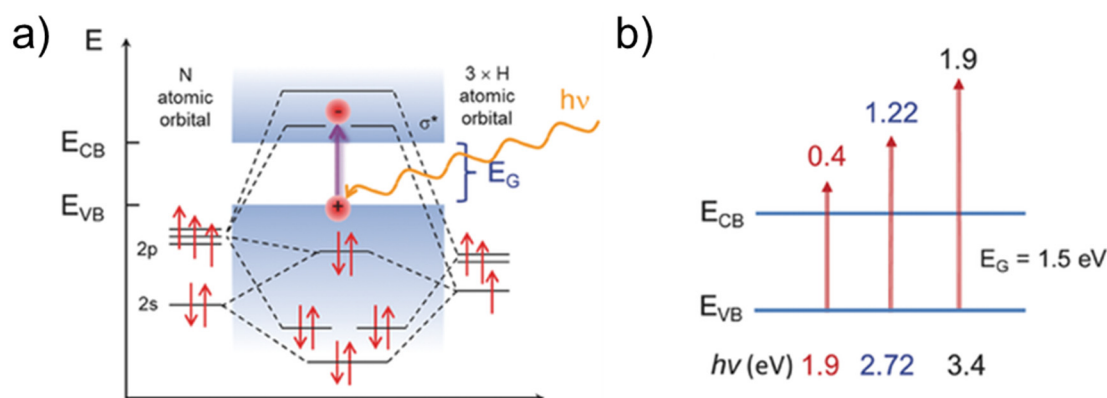 a)
E
N
atomic
orbital
3 × H
atomic
orbital
hν
σ*
-
E_CB
E_G
E_VB
+
2p
2s
b)
1.9
1.22
0.4
E_CB
E_G = 1.5 eV
E_VB
hν (eV) 1.9 2.72 3.4